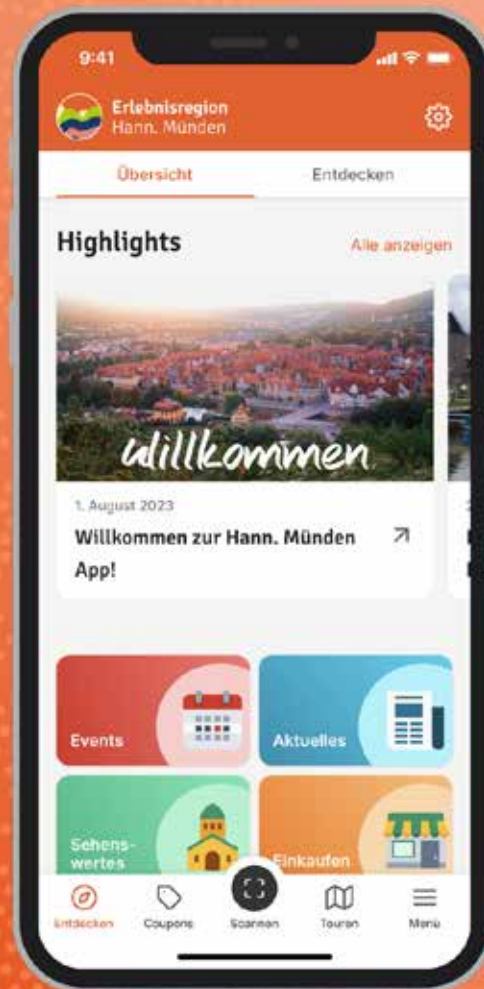 9:41
Erlebnisregion
Hann. Münden
Übersicht
Entdecken
Highlights
Alle anzeigen
willkommen
1. August 2023
Willkommen zur Hann. Münden
App!
Events
Aktuelles
Sehens-
wertes
Einkaufen
Entdecken
Coupons
Scannen
Touren
Menü